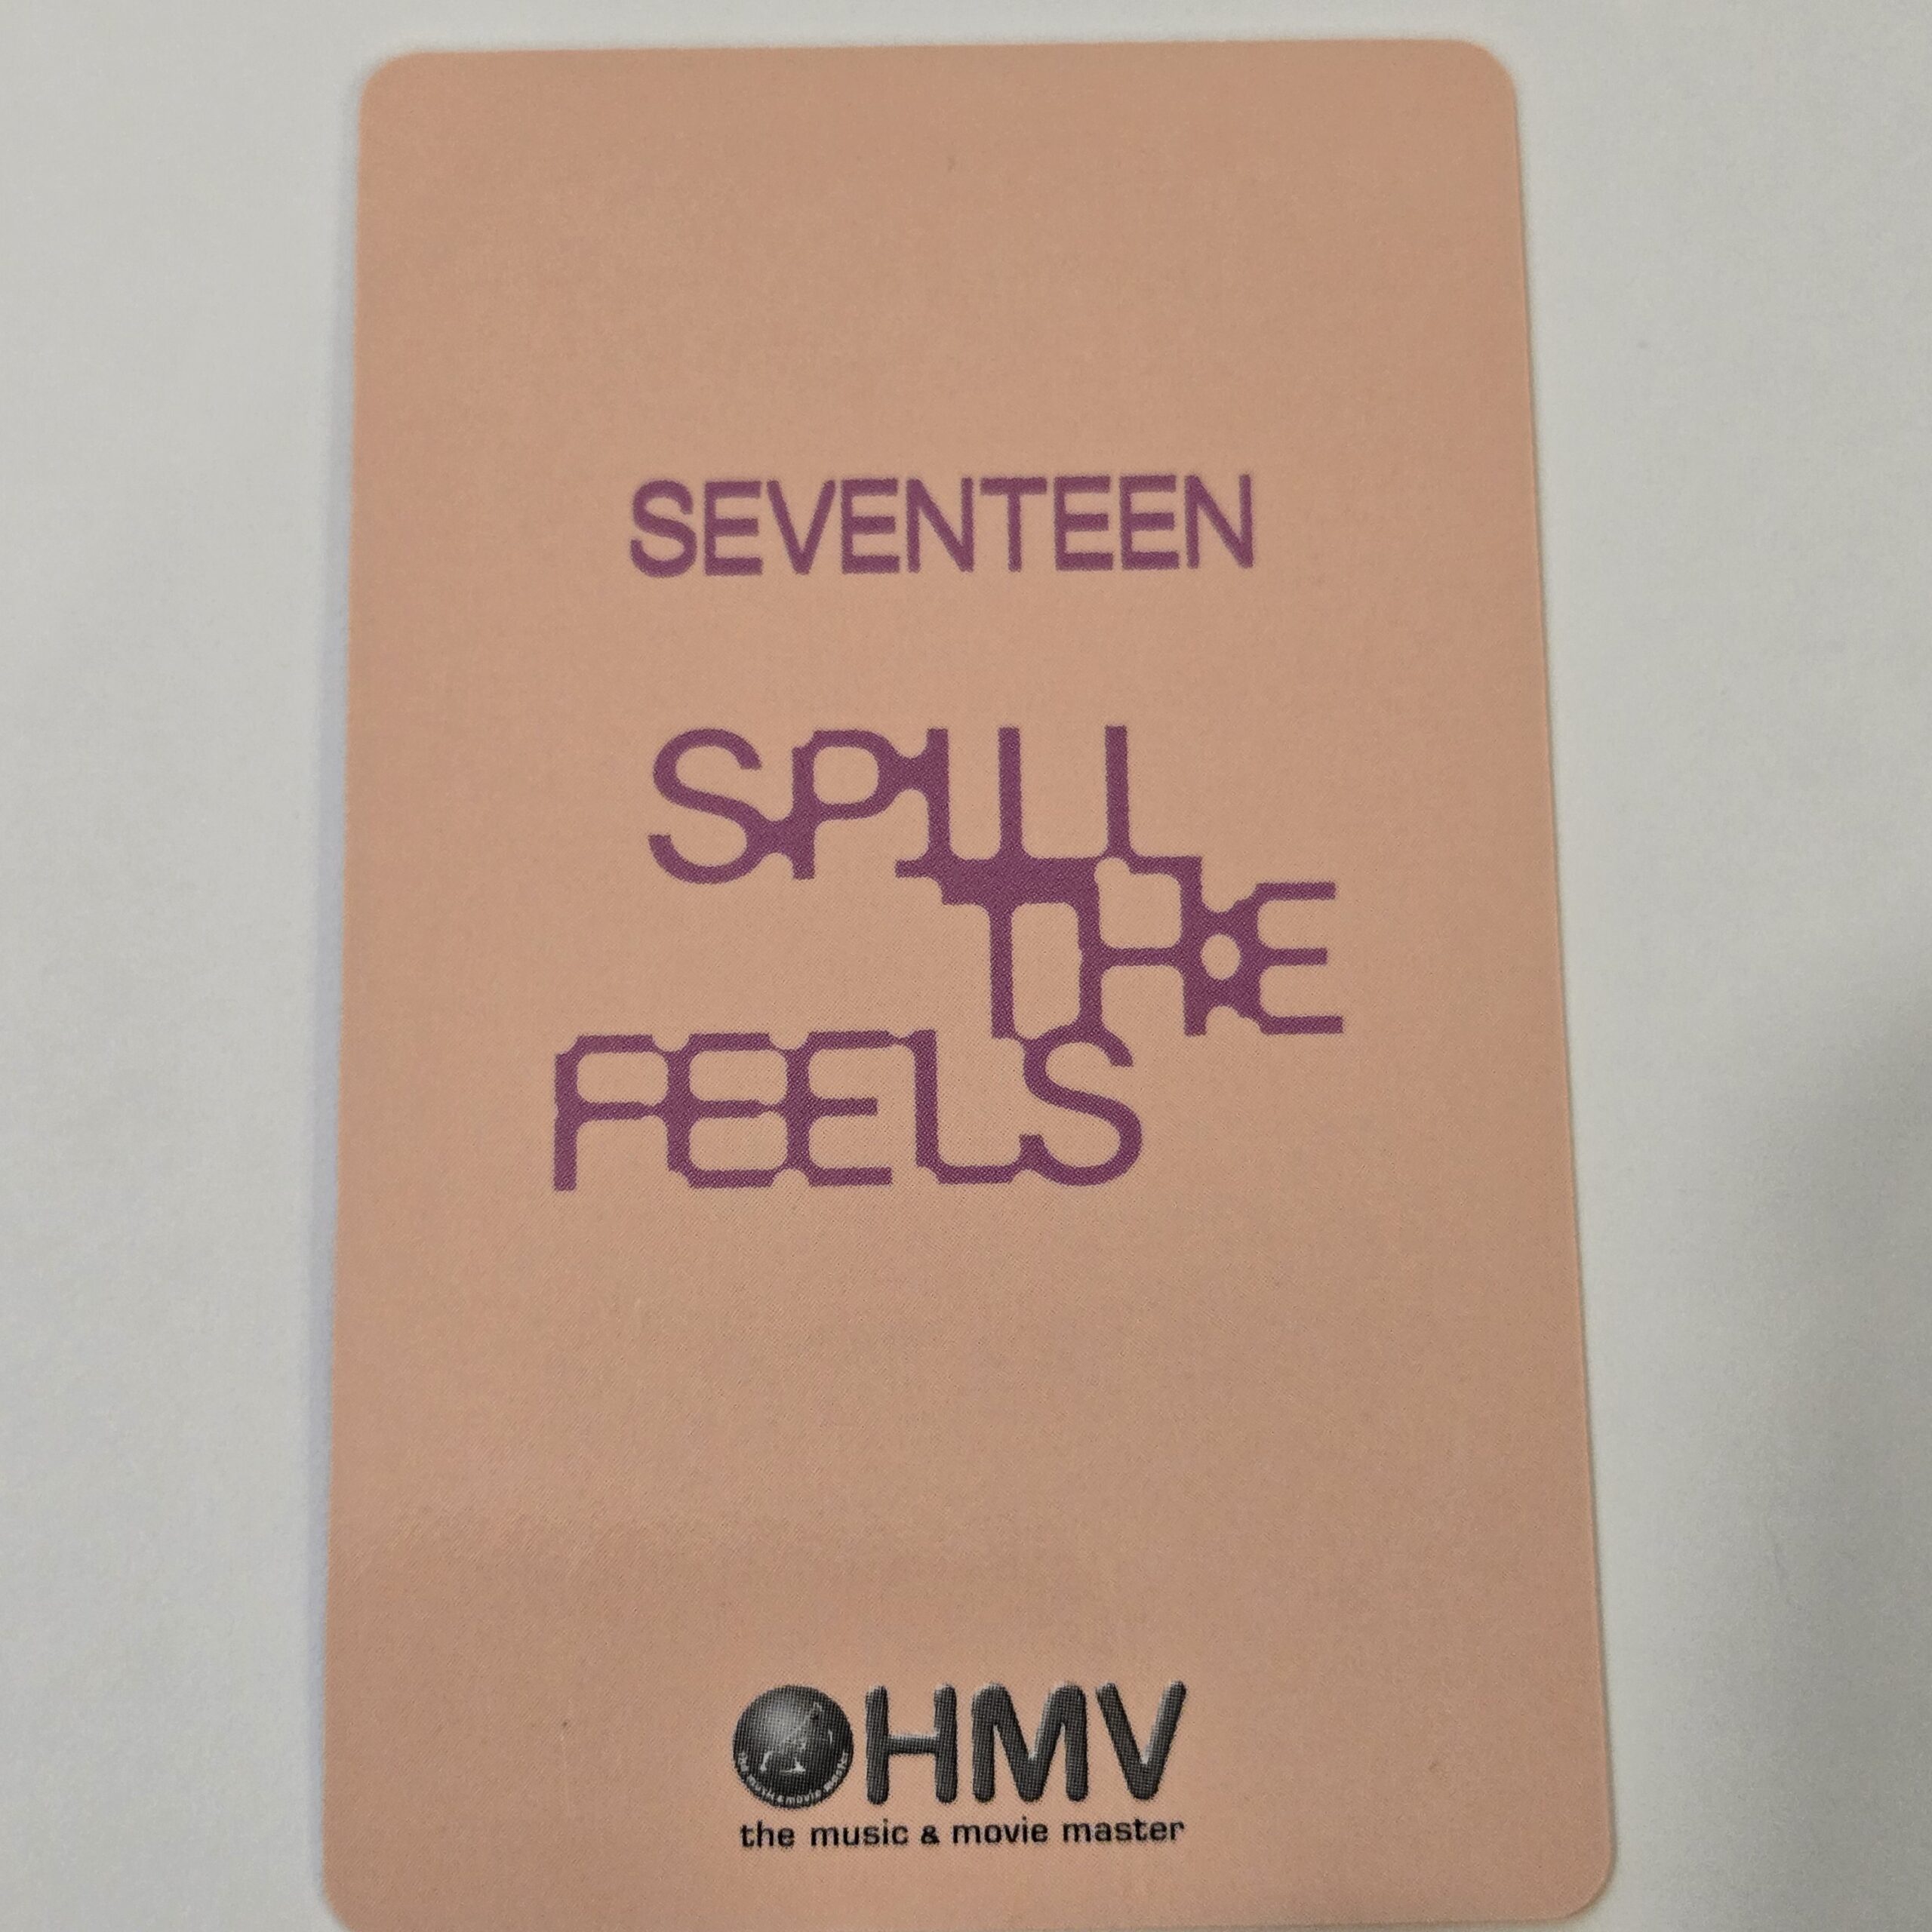 SEVENTEEN
SPILL
THE
FEELS
HMV
the music & movie master